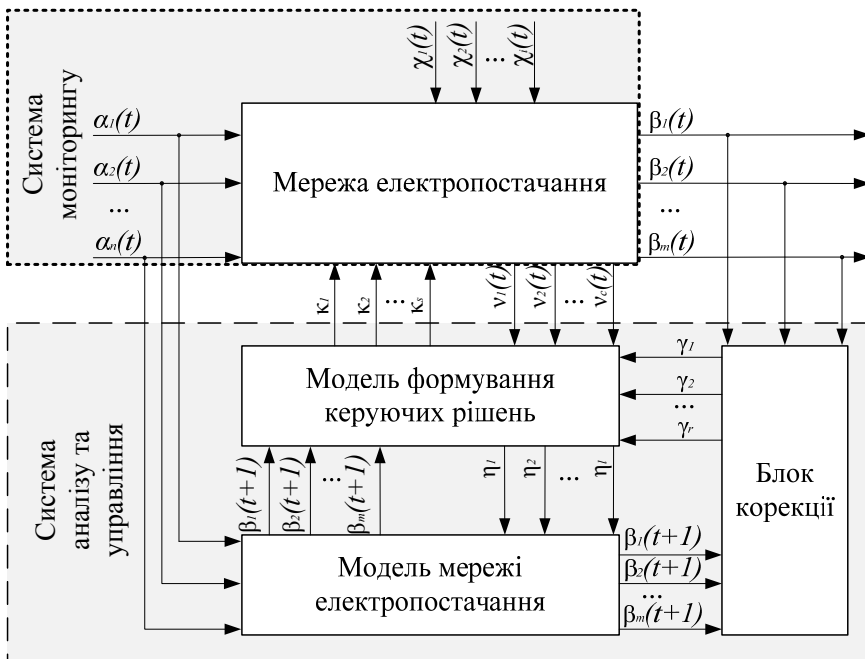 χ1(t) χ2(t) ... χi(t)
Система
моніторингу
α1(t)
α2(t)
...
αn(t)
Мережа електропостачання
β1(t)
β2(t)
...
βm(t)
κ1 κ2 ... κs
ν1(t) ν2(t) ... νc(t)
Система
аналізу та
управління
Модель формування
керуючих рішень
γ1
γ2
...
γr
β1(t+1) β2(t+1) ... βm(t+1)
η1 η2 ... ηl
Блок
корекції
Модель мережі
електропостачання
β1(t+1)
β2(t+1)
...
βm(t+1)